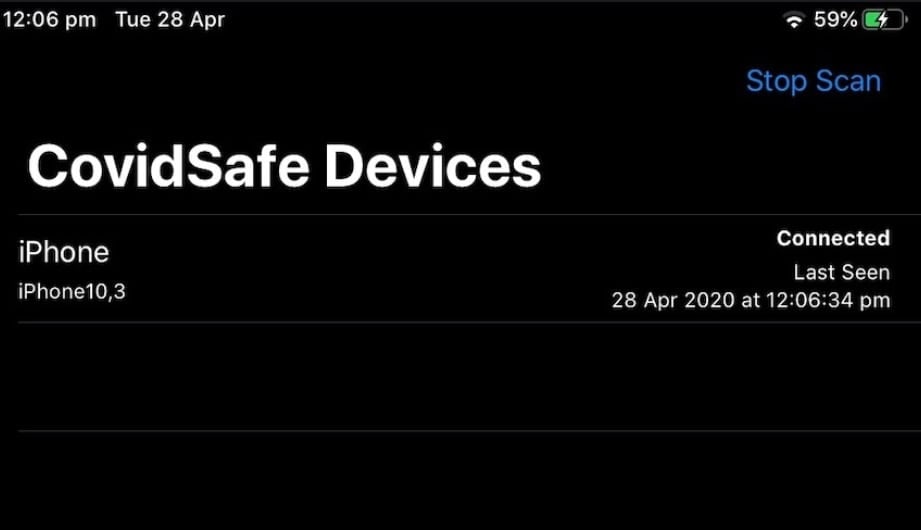 12:06 pm Tue 28 Apr 59%
Stop Scan
CovidSafe Devices
iPhone
iPhone10,3
Connected
Last Seen
28 Apr 2020 at 12:06:34 pm